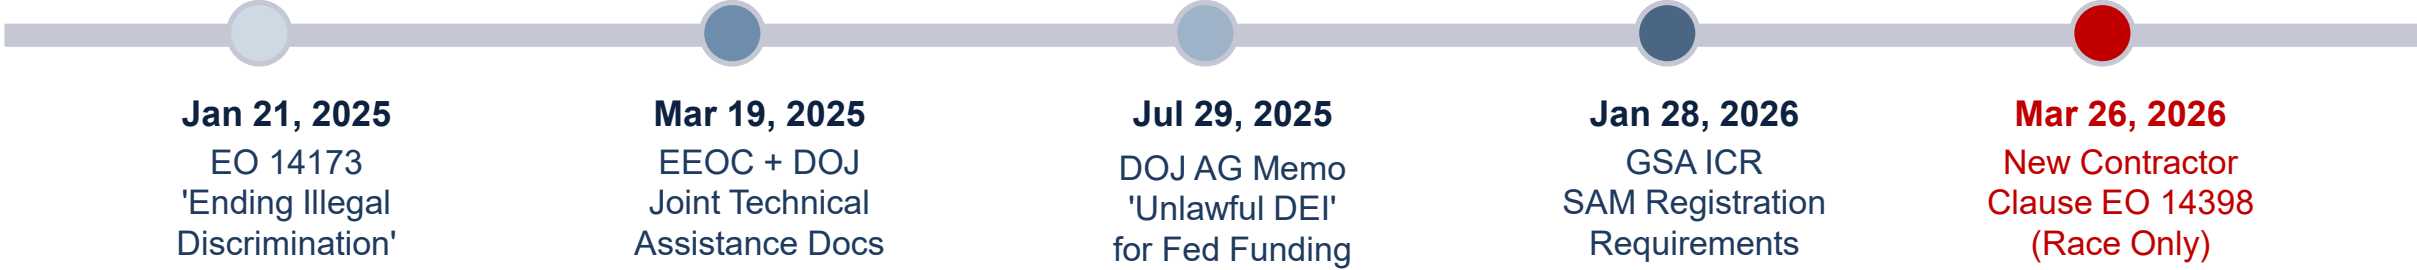 Jan 21, 2025
EO 14173
'Ending Illegal
Discrimination'
Mar 19, 2025
EEOC + DOJ
Joint Technical
Assistance Docs
Jul 29, 2025
DOJ AG Memo
'Unlawful DEI'
for Fed Funding
Jan 28, 2026
GSA ICR
SAM Registration
Requirements
Mar 26, 2026
New Contractor
Clause EO 14398
(Race Only)